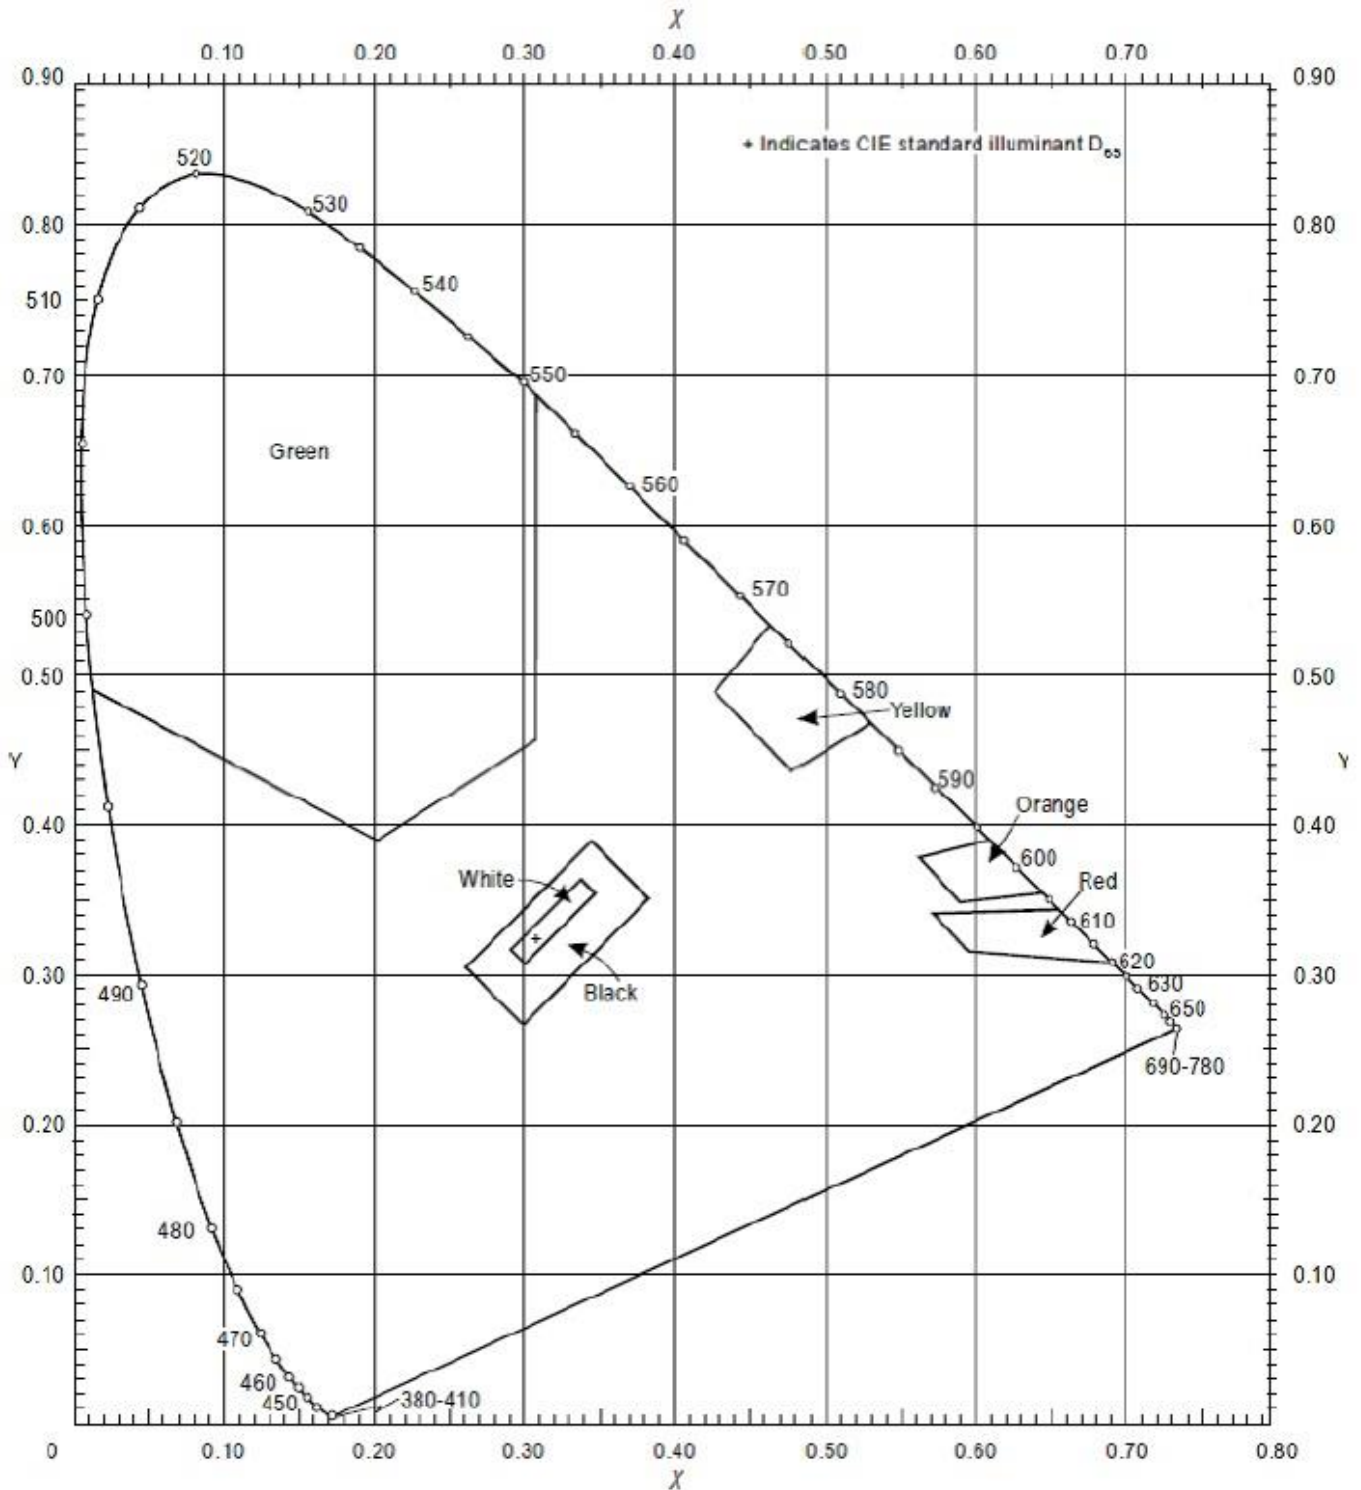 X
0.10 0.20 0.30 0.40 0.50 0.60 0.70
0.90 0.90
+ Indicates CIE standard illuminant D65
520
530
0.80 0.80
540
510
0.70 550 0.70
Green
560
0.60 0.60
570
500
0.50 580 0.50
Yellow
Y Y
590
Orange
0.40 0.40
600
White Red
610
620
0.30 0.30
630
490 Black
650
690-780
0.20 0.20
480
0.10 0.10
470
460
450 380-410
0 0.10 0.20 0.30 0.40 0.50 0.60 0.70 0.80
X